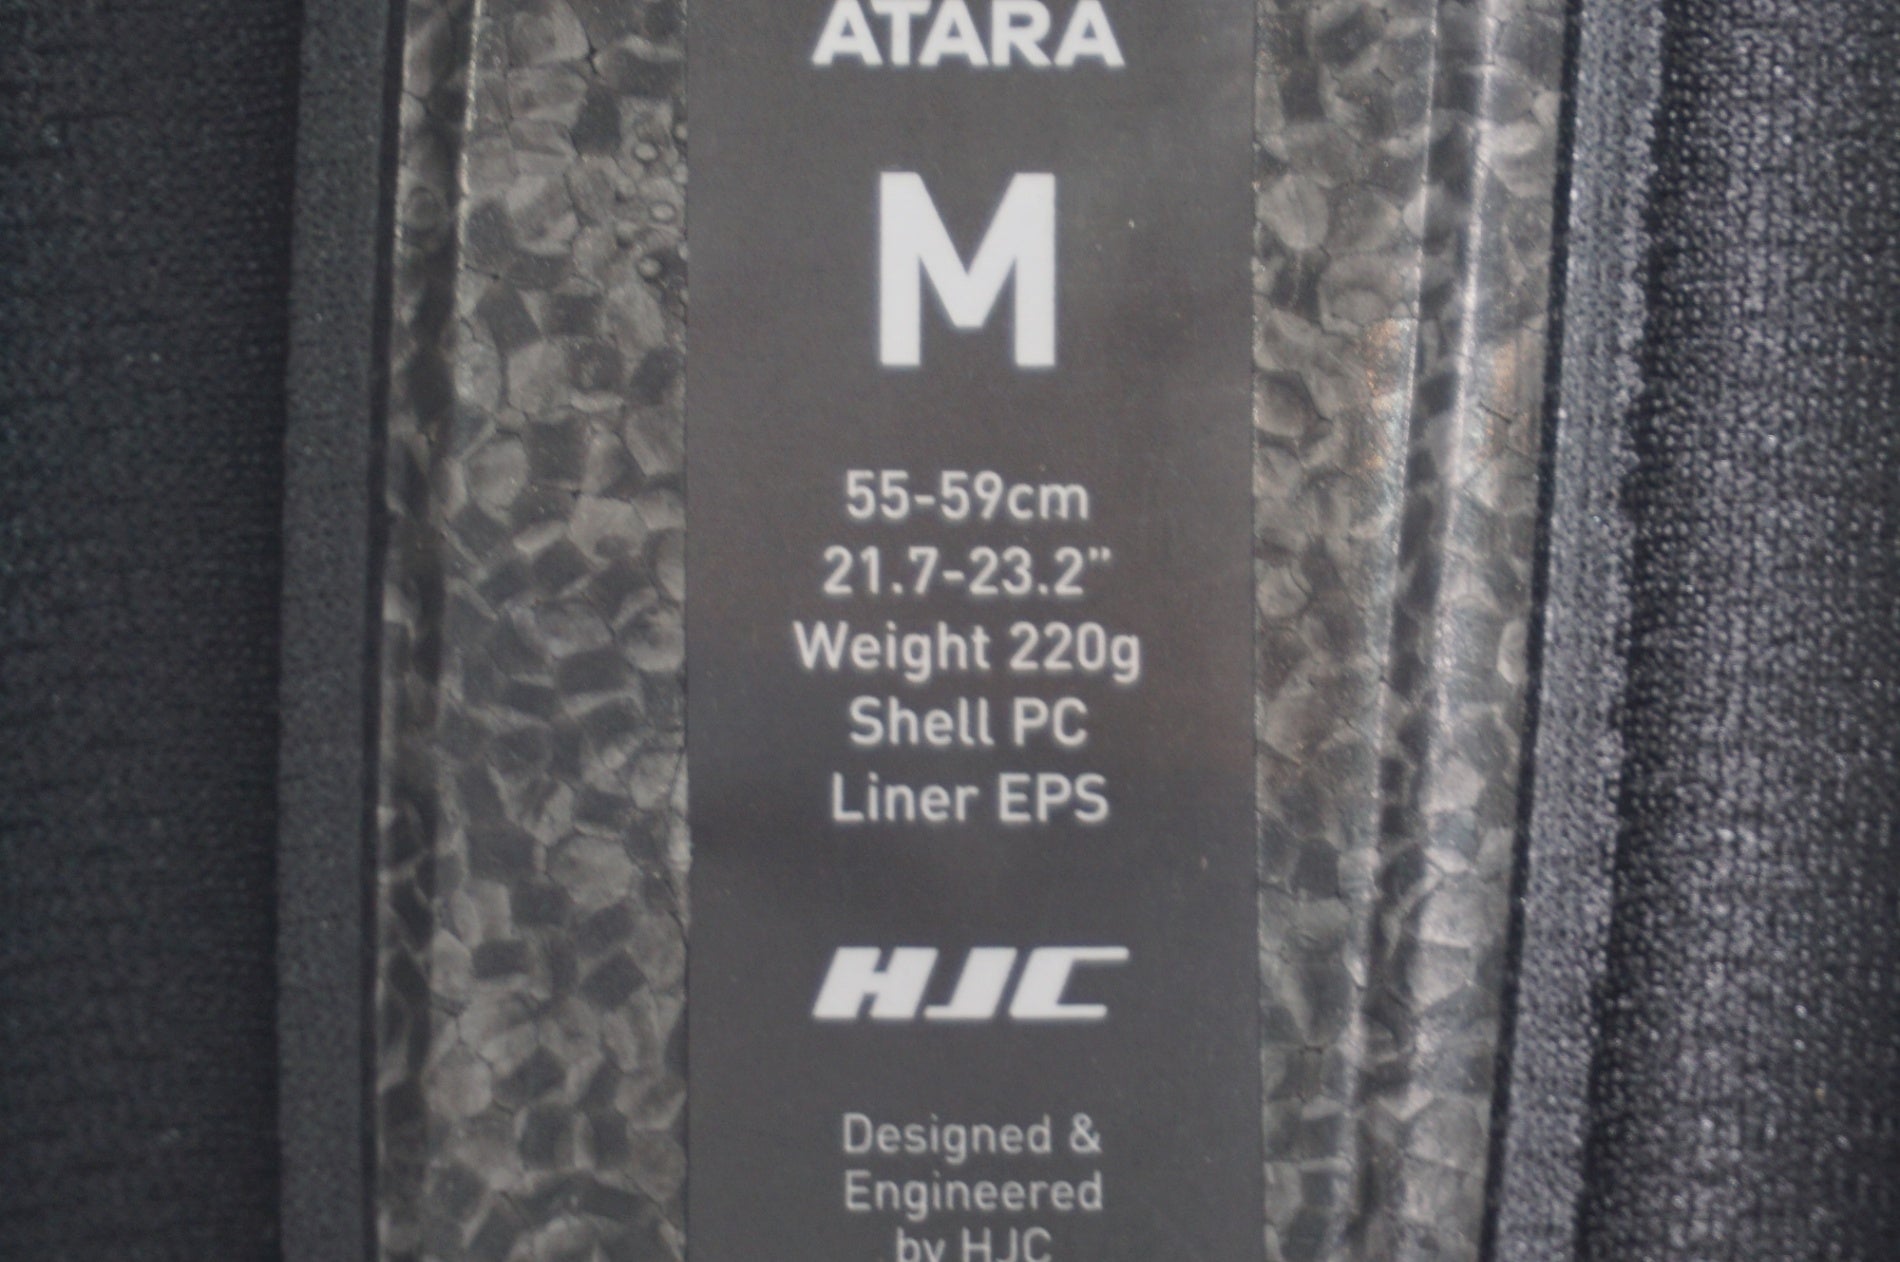 ATARA
M
55-59cm
21.7-23.2"
Weight 220g
Shell PC
Liner EPS
HJC
Designed &
Engineered
by HJC